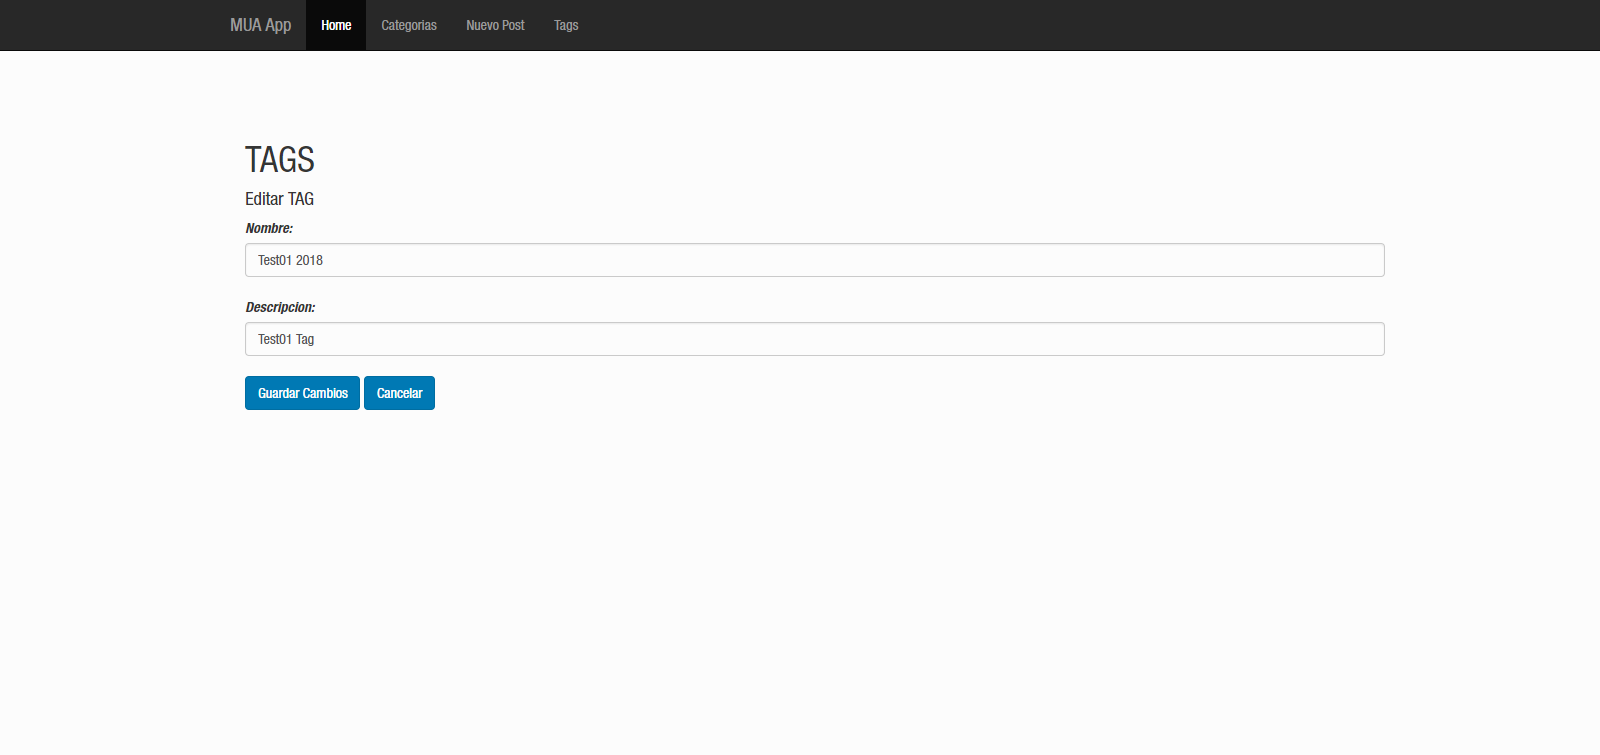 MUA App Home Categorias Nuevo Post Tags
TAGS
Editar TAG
Nombre:
Test01 2018
Descripcion:
Test01 Tag
Guardar Cambios Cancelar